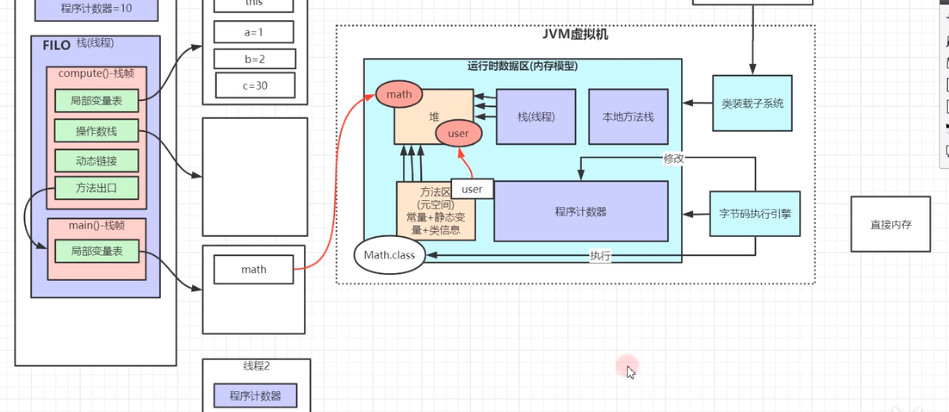 程序计数器=10
FILO 栈(线程)
compute()-栈帧
局部变量表
操作数栈
动态链接
方法出口
main()-栈帧
局部变量表
this
a=1
b=2
c=30
math
线程2
程序计数器
JVM虚拟机
运行时数据区(内存模型)
math
堆
user
栈(线程)
本地方法栈
user
方法区
(元空间)
常量+静态变
量+类信息
程序计数器
Math.class
修改
执行
类装载子系统
字节码执行引擎
直接内存